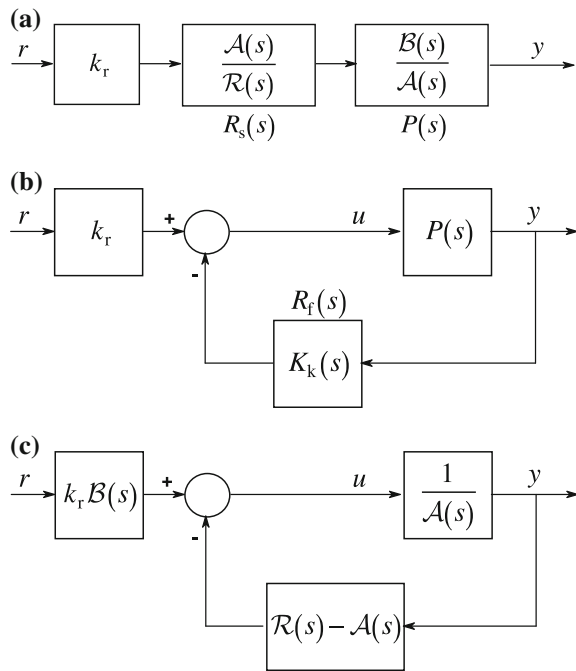 (a)
r k_r 𝒜(s)/ℛ(s) ℬ(s)/𝒜(s) y
R_s(s) P(s)
(b)
r k_r + - u P(s) y
R_f(s)
K_k(s)
(c)
r k_r ℬ(s) + - u 1/𝒜(s) y
ℛ(s) − 𝒜(s)